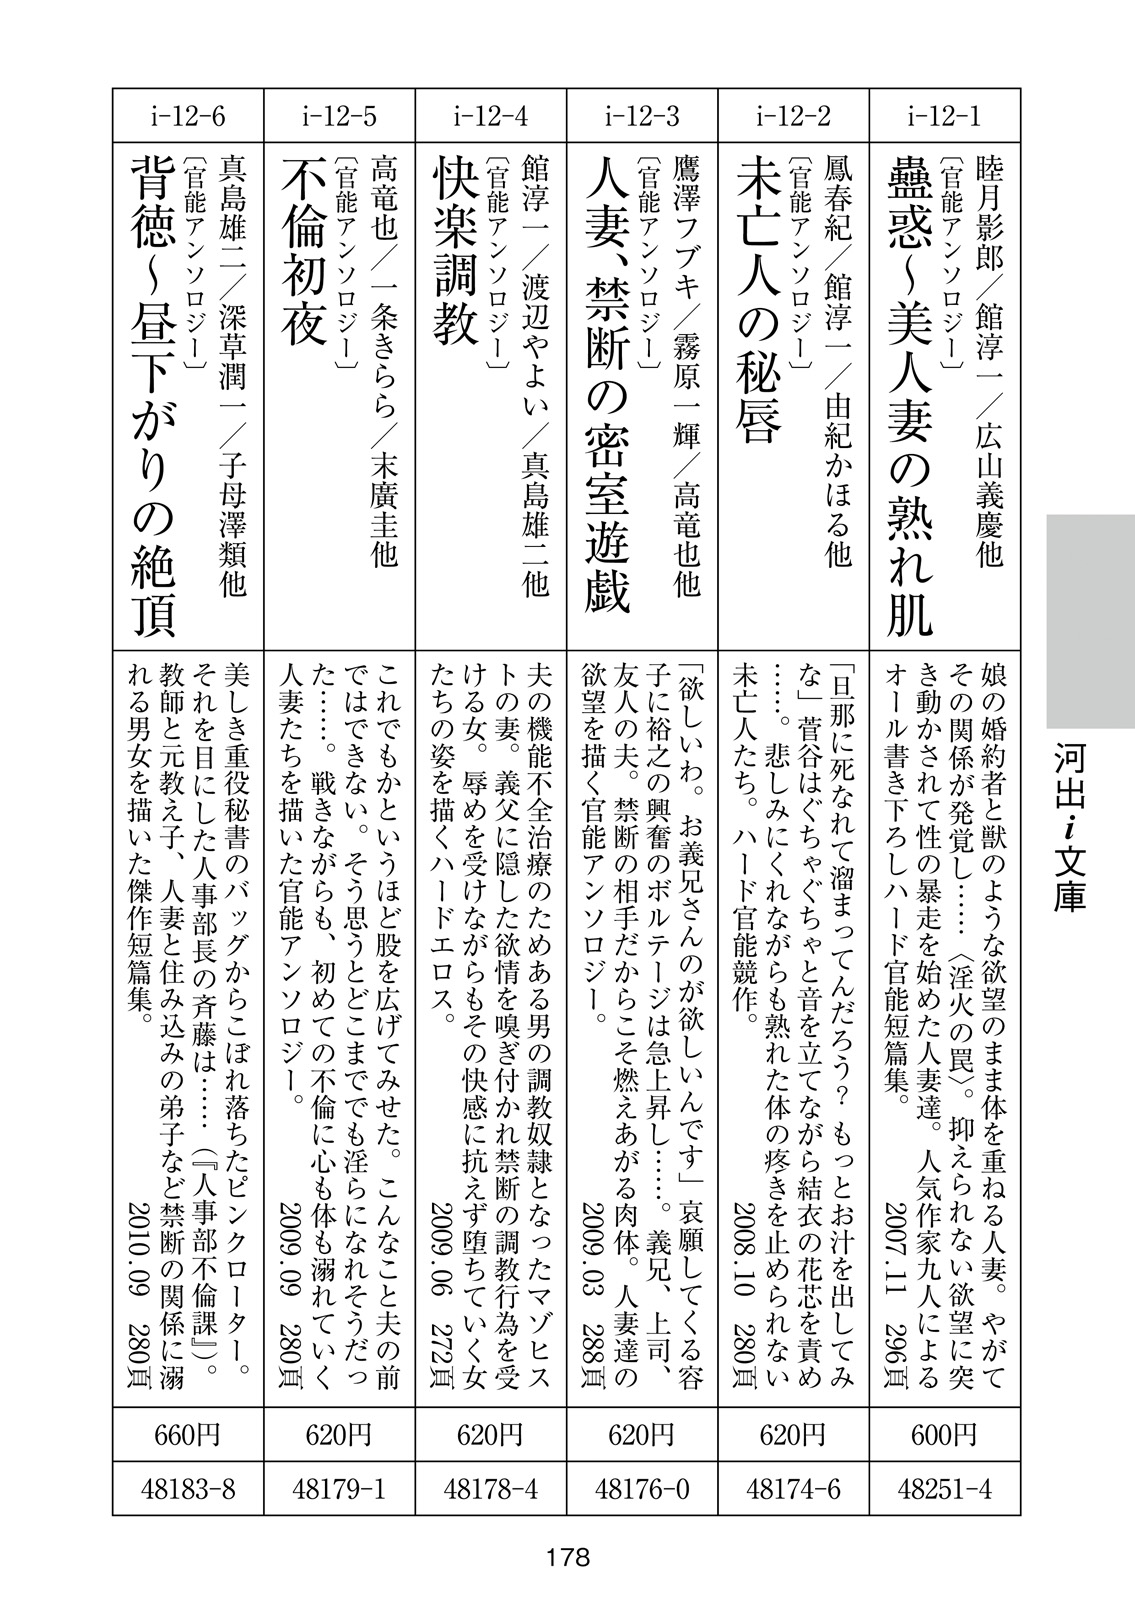 河出i文庫
i-12-1
睦月影郎／館淳一／広山義慶他
〔官能アンソロジー〕
蠱惑〜美人妻の熟れ肌
娘の婚約者と獣のような欲望のまま体を重ねる人妻。やがて
その関係が発覚し……〈淫火の罠〉。抑えられない欲望に突
き動かされて性の暴走を始めた人妻達。人気作家九人による
オール書き下ろしハード官能短篇集。
2007.11 296頁
600円
48251-4
i-12-2
鳳春紀／館淳一／由紀かほる他
〔官能アンソロジー〕
未亡人の秘唇
「旦那に死なれて溜まってんだろう？ もっとお汁を出してみ
な」菅谷はぐちゃぐちゃと音を立てながら結衣の花芯を責め
……。悲しみにくれながらも熟れた体の疼きを止められない
未亡人たち。ハード官能競作。
2008.10 280頁
620円
48174-6
i-12-3
鷹澤フブキ／霧原一輝／高竜也他
〔官能アンソロジー〕
人妻、禁断の密室遊戯
「欲しいわ。お義兄さんのが欲しいんです」哀願してくる容
子に裕之の興奮のボルテージは急上昇し……。義兄、上司、
友人の夫。禁断の相手だからこそ燃えあがる肉体。人妻達の
欲望を描く官能アンソロジー。
2009.03 288頁
620円
48176-0
i-12-4
館淳一／渡辺やよい／真島雄二他
〔官能アンソロジー〕
快楽調教
夫の機能不全治療のためある男の調教奴隷となったマゾヒス
トの妻。義父に隠した欲情を嗅ぎ付かれ禁断の調教行為を受
ける女。辱めを受けながらもその快感に抗えず堕ちていく女
たちの姿を描くハードエロス。
2009.06 272頁
620円
48178-4
i-12-5
高竜也／一条きらら／末廣圭他
〔官能アンソロジー〕
不倫初夜
これでもかというほど股を広げてみせた。こんなこと夫の前
ではできない。そう思うとどこまででも淫らになれそうだっ
た……。戦きながらも、初めての不倫に心も体も溺れていく
人妻たちを描いた官能アンソロジー。
2009.09 280頁
620円
48179-1
i-12-6
真島雄二／深草潤一／子母澤類他
〔官能アンソロジー〕
背徳〜昼下がりの絶頂
美しき重役秘書のバッグからこぼれ落ちたピンクローター。
それを目にした人事部長の斉藤は……（『人事部不倫課』）。
教師と元教え子、人妻と住み込みの弟子など禁断の関係に溺
れる男女を描いた傑作短篇集。
2010.09 280頁
660円
48183-8
178